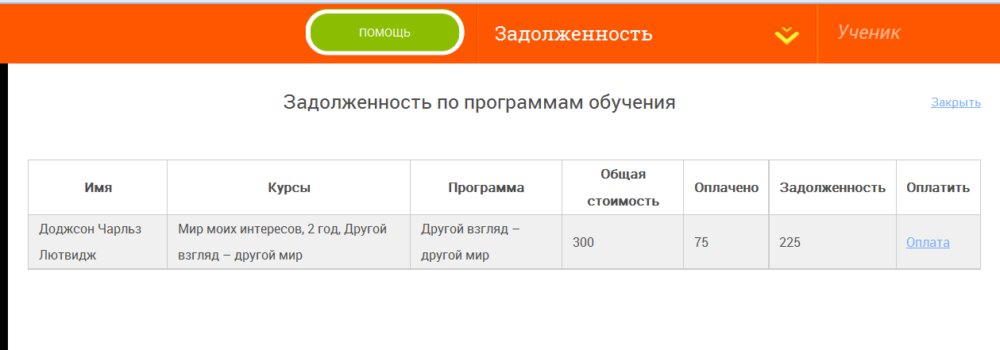 ПОМОЩЬ
Задолженность
Ученик
Задолженность по программам обучения
Закрыть
Имя
Курсы
Программа
Общая
стоимость
Оплачено
Задолженность
Оплатить
Доджсон Чарльз
Лютвидж
Мир моих интересов, 2 год, Другой
взгляд – другой мир
Другой взгляд –
другой мир
300
75
225
Оплата